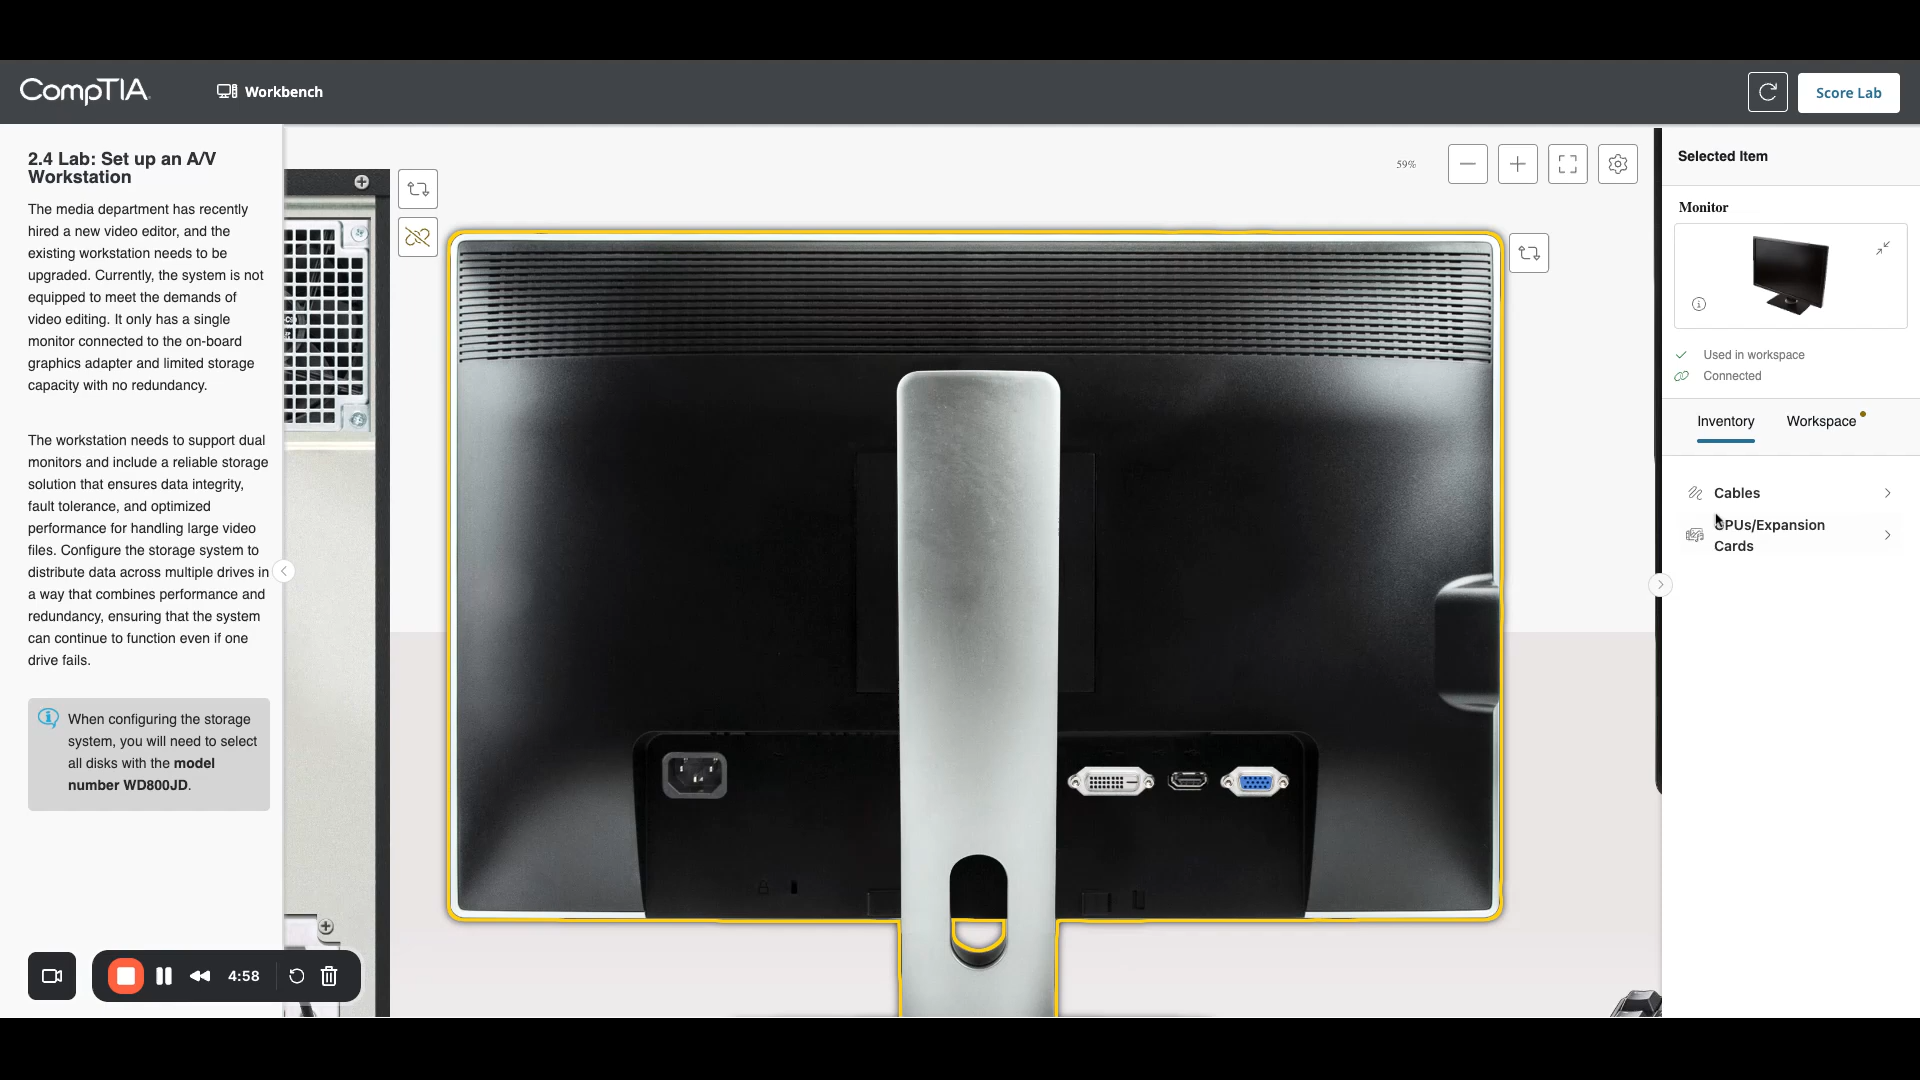 CompTIA
Workbench
Score Lab
2.4 Lab: Set up an A/V
Workstation
The media department has recently
hired a new video editor, and the
existing workstation needs to be
upgraded. Currently, the system is not
equipped to meet the demands of
video editing. It only has a single
monitor connected to the on-board
graphics adapter and limited storage
capacity with no redundancy.
The workstation needs to support dual
monitors and include a reliable storage
solution that ensures data integrity,
fault tolerance, and optimized
performance for handling large video
files. Configure the storage system to
distribute data across multiple drives in
a way that combines performance and
redundancy, ensuring that the system
can continue to function even if one
drive fails.
When configuring the storage
system, you will need to select
all disks with the model
number WD800JD.
4:58
59%
Selected Item
Monitor
Used in workspace
Connected
Inventory
Workspace
Cables
GPUs/Expansion
Cards